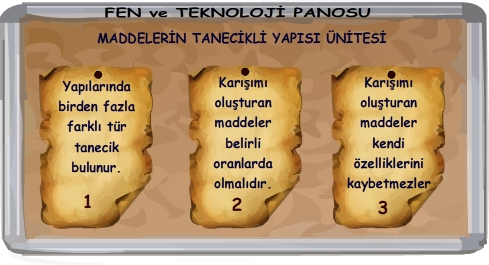 FEN ve TEKNOLOJİ PANOSU
MADDELERİN TANECİKLİ YAPISI ÜNİTESİ
Yapılarında
birden fazla
farklı tür
tanecik
bulunur.
1
Karışımı
oluşturan
maddeler
belirli
oranlarda
olmalıdır.
2
Karışımı
oluşturan
maddeler
kendi
özelliklerini
kaybetmezler
3